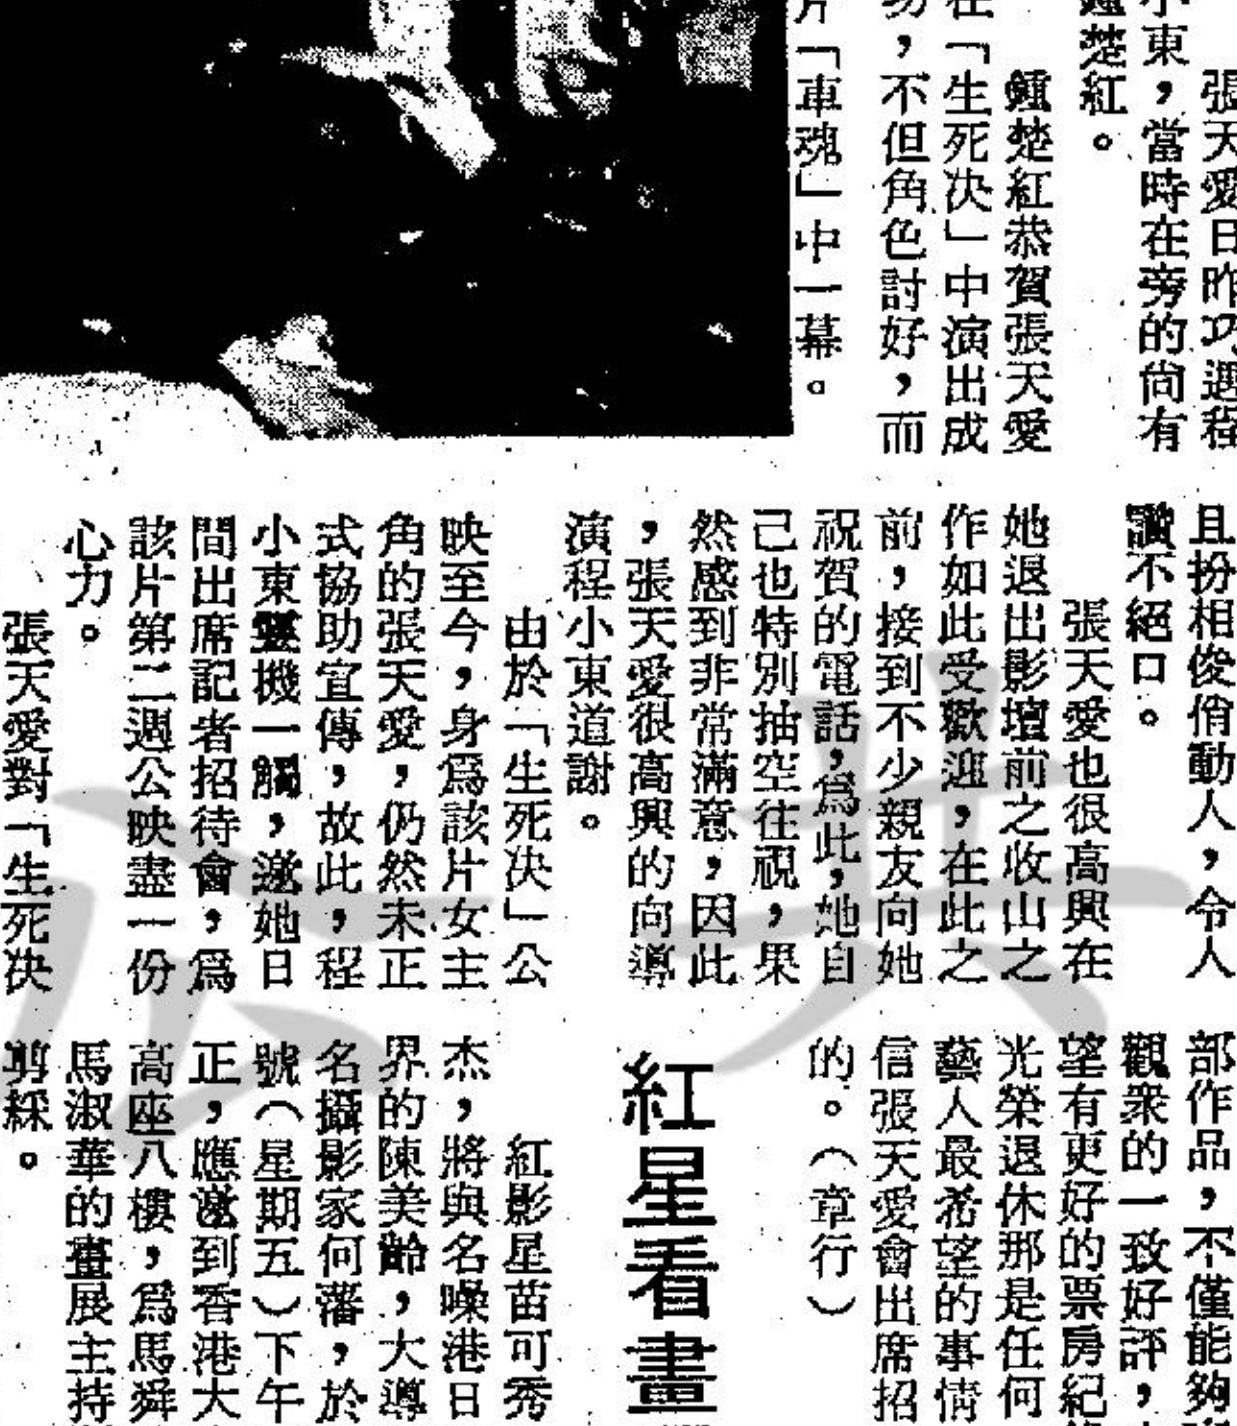 張天愛日昨巧遇程
小東，當時在旁的尚有
鍾楚紅。
鍾楚紅恭賀張天愛
在「生死决」中演出成
功，不但角色討好，而
片「車魂」中一幕。
且扮相俊俏動人，令人
讚不絕口。
張天愛也很高興在
她退出影壇前之收山之
作如此受歡迎，在此之
前，接到不少親友向她
祝賀的電話，爲此，她自
己也特別抽空往視，果
然感到非常滿意，因此
，張天愛很高興的向導
演程小東道謝。
由於「生死决」公
映至今，身爲該片女主
角的張天愛，仍然未正
式協助宣傳，故此，程
小東靈機一觸，邀她日
間出席記者招待會，爲
該片第二週公映盡一份
心力。
張天愛對「生死决
部作品，不僅能夠
觀衆的一致好評，
望有更好的票房紀
光榮退休那是任何
藝人最希望的事情
信張天愛會出席招
的。（章行）
紅星看畫
紅影星苗可秀
杰，將與名噪港日
界的陳美齡，大導
名攝影家何藩，於
號（星期五）下午
正，應邀到香港大
高座八樓，爲馬舜
馬淑華的畫展主持
剪綵。